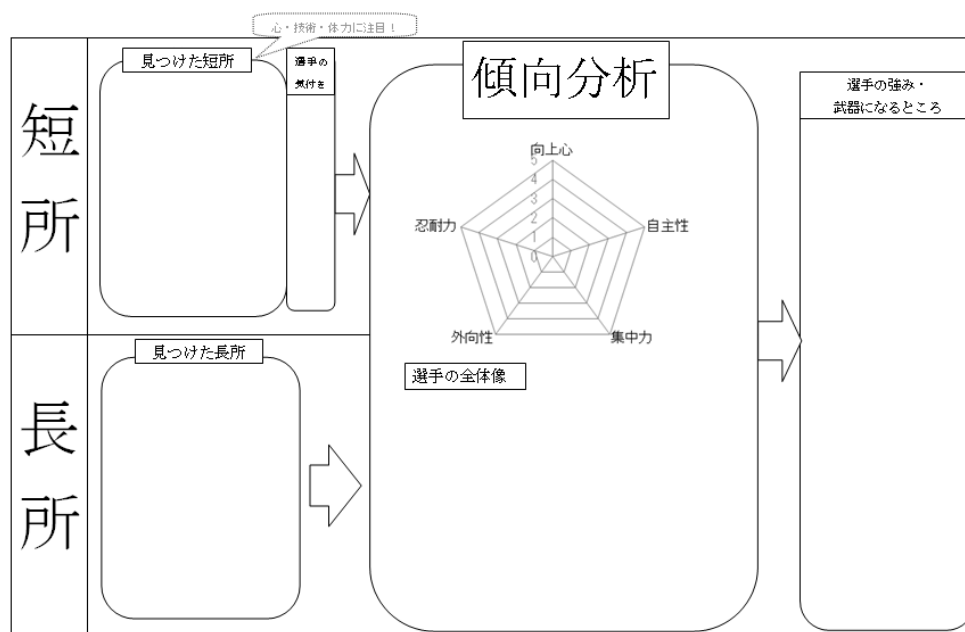 心・技術・体力に注目！
短所
見つけた短所
選手の
気付き
長所
見つけた長所
傾向分析
向上心
5
4
3
2
1
0
忍耐力
自主性
外向性
集中力
選手の全体像
選手の強み・
武器になるところ